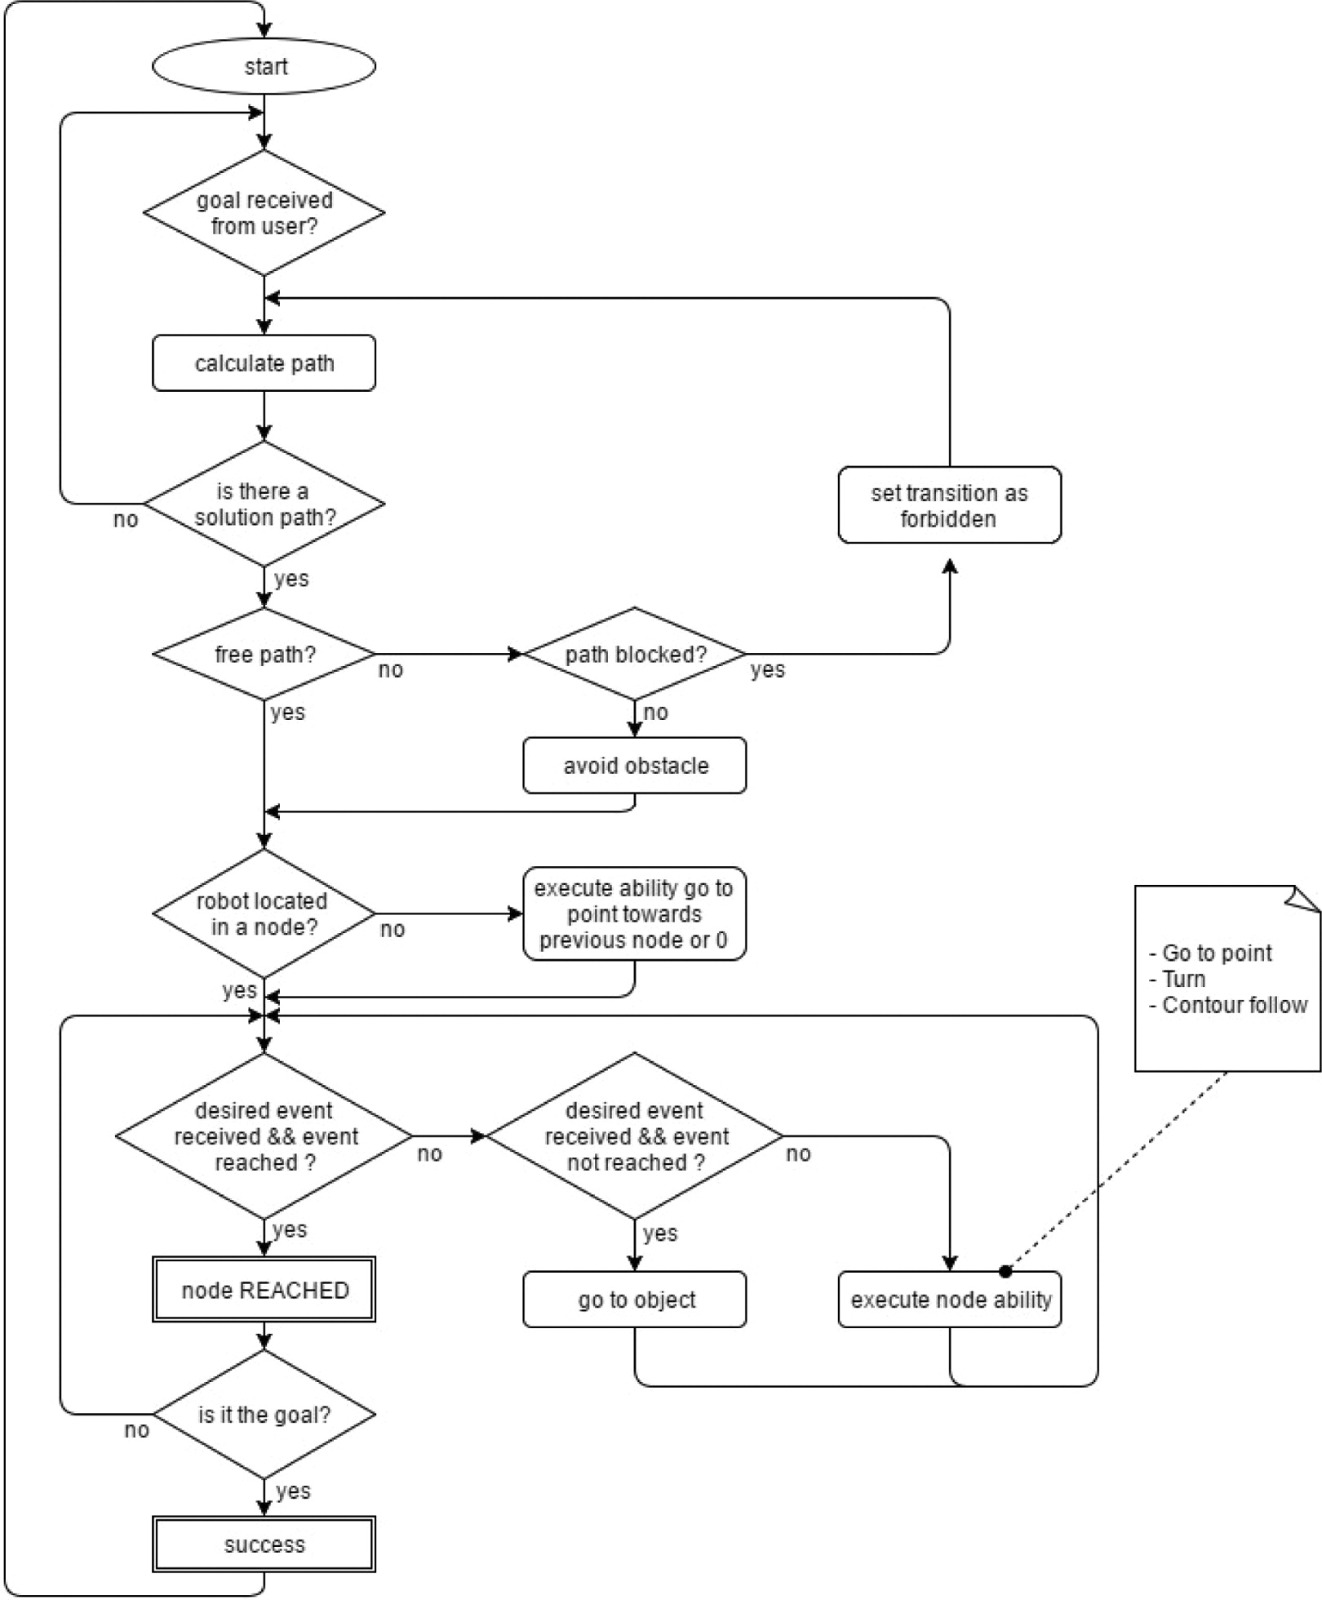 start
goal received
from user?
calculate path
is there a
solution path?
no
set transition as
forbidden
yes
free path?
no
path blocked?
yes
yes
no
avoid obstacle
robot located
in a node?
no
execute ability go to
point towards
previous node or 0
yes
- Go to point
- Turn
- Contour follow
desired event
received && event
reached ?
no
desired event
received && event
not reached ?
no
yes
yes
node REACHED
go to object
execute node ability
is it the goal?
no
yes
success